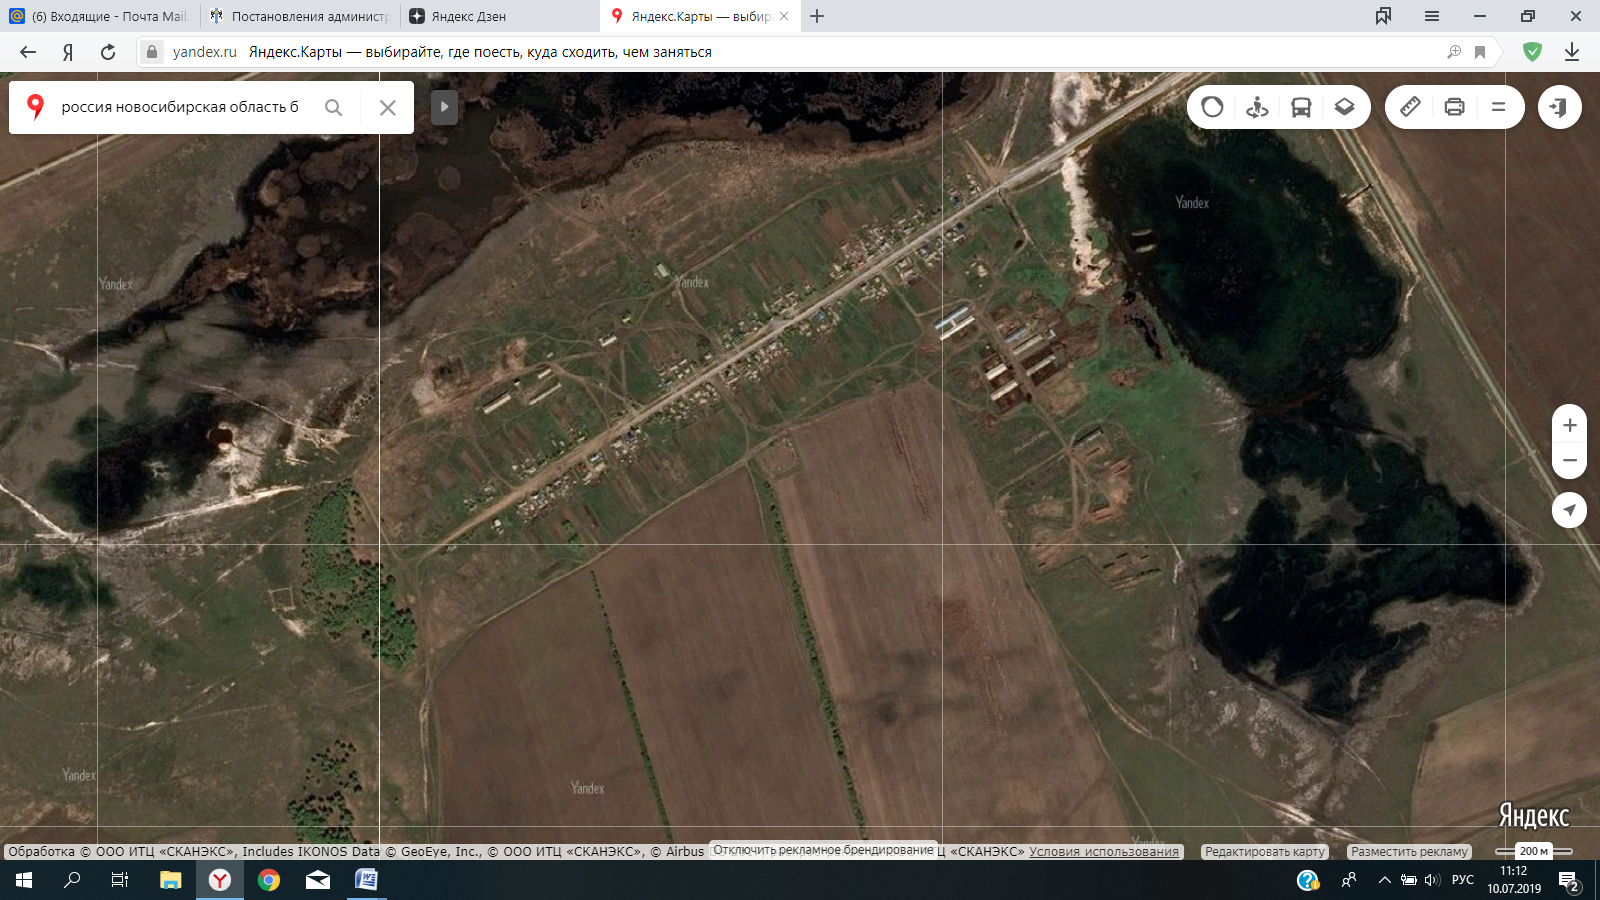 (6) Входящие - Почта Mail.
Постановления администр
Яндекс Дзен
Яндекс.Карты — выбир
yandex.ru Яндекс.Карты — выбирайте, где поесть, куда сходить, чем заняться
россия новосибирская область б
Yandex
Yandex
Yandex
Yandex
Yandex
Яндекс
Обработка © ООО ИТЦ «СКАНЭКС», Includes IKONOS Data © GeoEye, Inc., © ООО ИТЦ «СКАНЭКС», © Airbus
Отключить рекламное брендирование
ЦСКАНЭКС» Условия использования
Редактировать карту
Разместить рекламу
200 м
РУС
11:12
10.07.2019
2